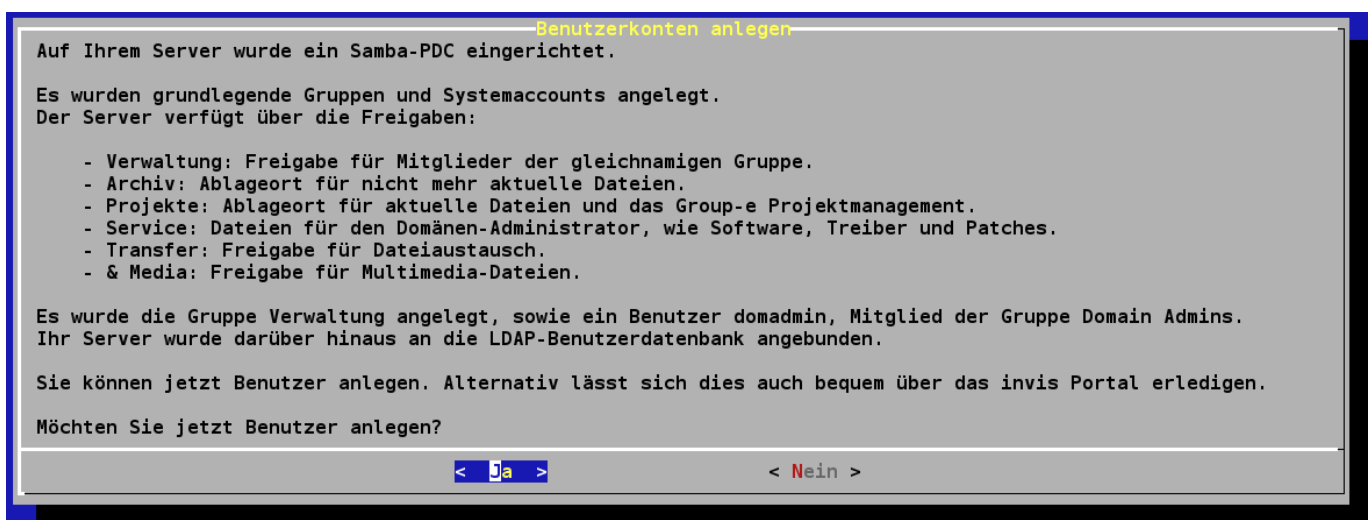 Benutzerkonten anlegen
Auf Ihrem Server wurde ein Samba-PDC eingerichtet.
Es wurden grundlegende Gruppen und Systemaccounts angelegt.
Der Server verfügt über die Freigaben:
- Verwaltung: Freigabe für Mitglieder der gleichnamigen Gruppe.
- Archiv: Ablageort für nicht mehr aktuelle Dateien.
- Projekte: Ablageort für aktuelle Dateien und das Group-e Projektmanagement.
- Service: Dateien für den Domänen-Administrator, wie Software, Treiber und Patches.
- Transfer: Freigabe für Dateiaustausch.
- & Media: Freigabe für Multimedia-Dateien.
Es wurde die Gruppe Verwaltung angelegt, sowie ein Benutzer domadmin, Mitglied der Gruppe Domain Admins.
Ihr Server wurde darüber hinaus an die LDAP-Benutzerdatenbank angebunden.
Sie können jetzt Benutzer anlegen. Alternativ lässt sich dies auch bequem über das invis Portal erledigen.
Möchten Sie jetzt Benutzer anlegen?
< Ja > < Nein >